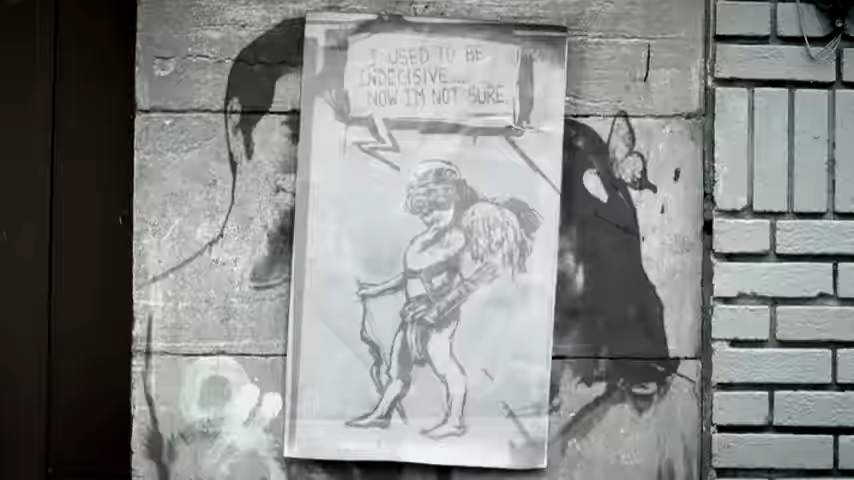 I USED TO BE
INDECISIVE...
NOW I'M NOT SURE